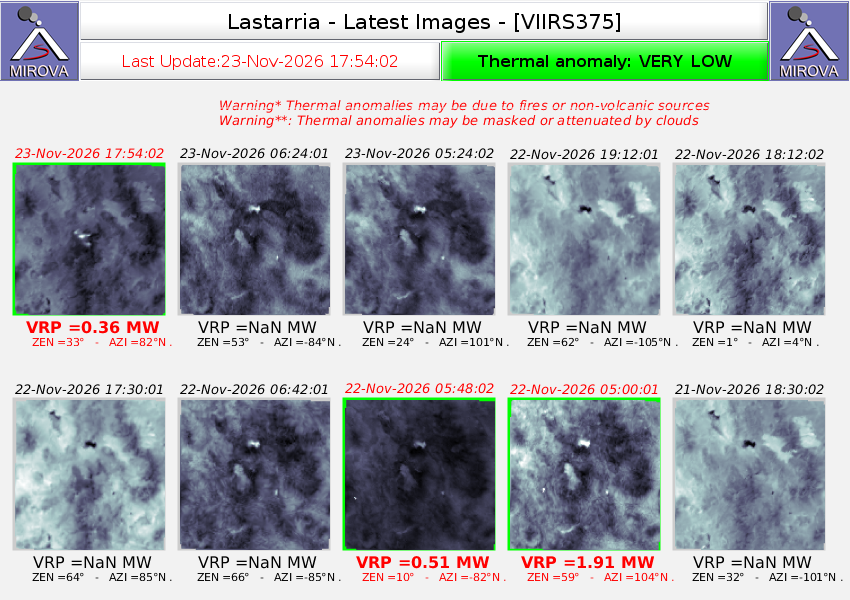 Lastarria - Latest Images - [VIIRS375]
MIROVA
Last Update:23-Nov-2026 17:54:02
Thermal anomaly: VERY LOW
MIROVA
Warning* Thermal anomalies may be due to fires or non-volcanic sources
Warning**: Thermal anomalies may be masked or attenuated by clouds
23-Nov-2026 17:54:02
23-Nov-2026 06:24:01
23-Nov-2026 05:24:02
22-Nov-2026 19:12:01
22-Nov-2026 18:12:02
VRP =0.36 MW
VRP =NaN MW
VRP =NaN MW
VRP =NaN MW
VRP =NaN MW
ZEN =33° - AZI =82°N .
ZEN =53° - AZI =-84°N .
ZEN =24° - AZI =101°N .
ZEN =62° - AZI =-105°N .
ZEN =1° - AZI =4°N .
22-Nov-2026 17:30:01
22-Nov-2026 06:42:01
22-Nov-2026 05:48:02
22-Nov-2026 05:00:01
21-Nov-2026 18:30:02
VRP =NaN MW
VRP =NaN MW
VRP =0.51 MW
VRP =1.91 MW
VRP =NaN MW
ZEN =64° - AZI =85°N .
ZEN =66° - AZI =-85°N .
ZEN =10° - AZI =-82°N .
ZEN =59° - AZI =104°N .
ZEN =32° - AZI =-101°N .